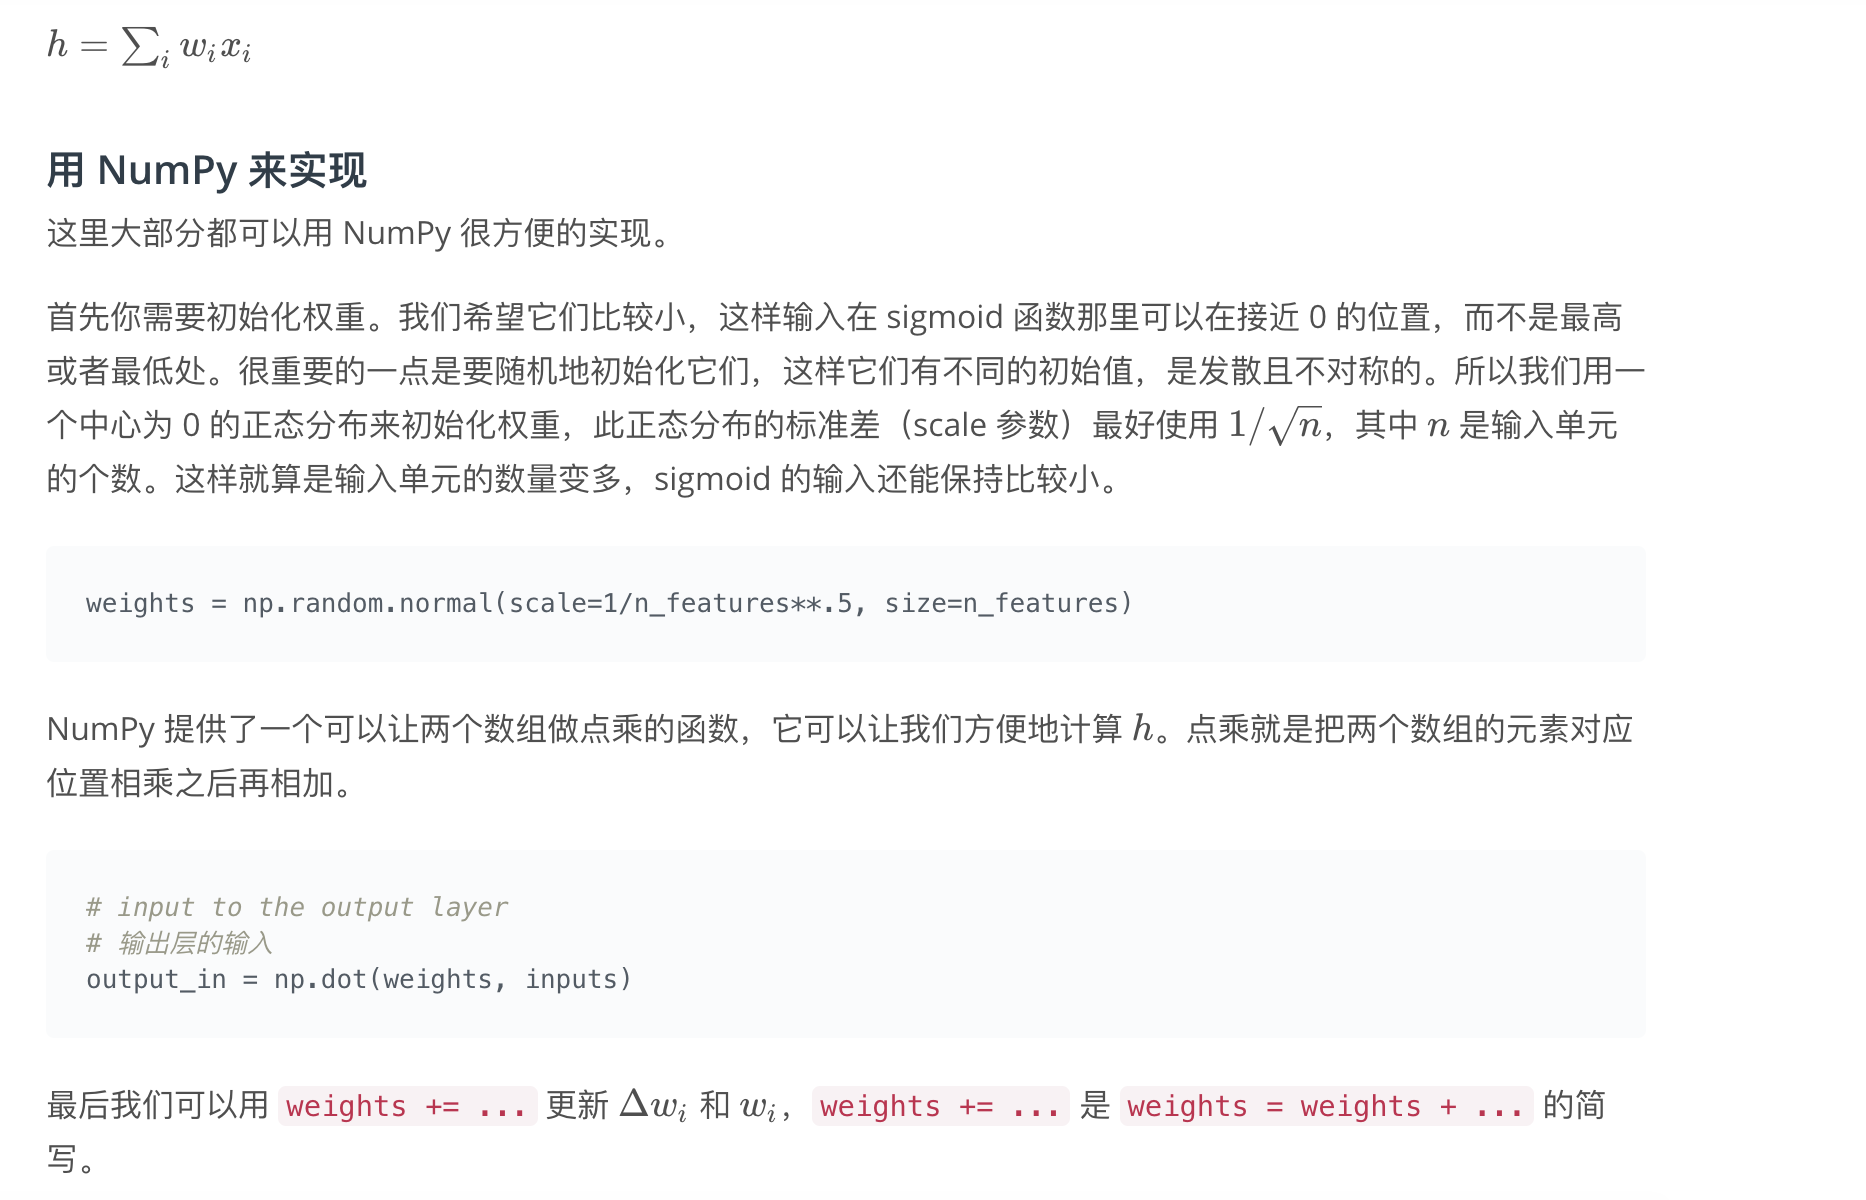 h = ∑i wixi
用 NumPy 来实现
这里大部分都可以用 NumPy 很方便的实现。
首先你需要初始化权重。我们希望它们比较小，这样输入在 sigmoid 函数那里可以在接近 0 的位置，而不是最高
或者最低处。很重要的一点是要随机地初始化它们，这样它们有不同的初始值，是发散且不对称的。所以我们用一
个中心为 0 的正态分布来初始化权重，此正态分布的标准差（scale 参数）最好使用 1/√n，其中 n 是输入单元
的个数。这样就算是输入单元的数量变多，sigmoid 的输入还能保持比较小。
weights = np.random.normal(scale=1/n_features**.5, size=n_features)
NumPy 提供了一个可以让两个数组做点乘的函数，它可以让我们方便地计算 h。点乘就是把两个数组的元素对应
位置相乘之后再相加。
# input to the output layer
# 输出层的输入
output_in = np.dot(weights, inputs)
最后我们可以用 weights += ... 更新 Δwi 和 wi，weights += ... 是 weights = weights + ... 的简
写。